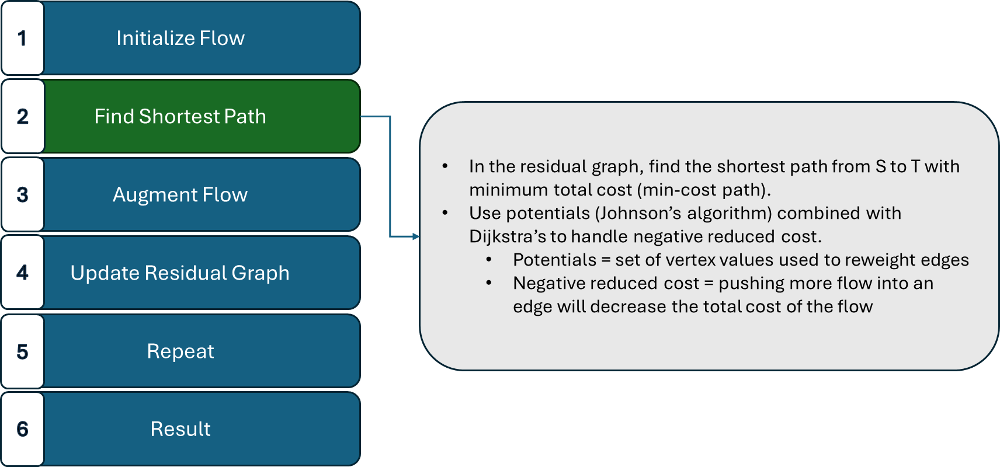 1
Initialize Flow
2
Find Shortest Path
3
Augment Flow
4
Update Residual Graph
5
Repeat
6
Result
• In the residual graph, find the shortest path from S to T with
minimum total cost (min-cost path).
• Use potentials (Johnson’s algorithm) combined with
Dijkstra’s to handle negative reduced cost.
• Potentials = set of vertex values used to reweight edges
• Negative reduced cost = pushing more flow into an
edge will decrease the total cost of the flow